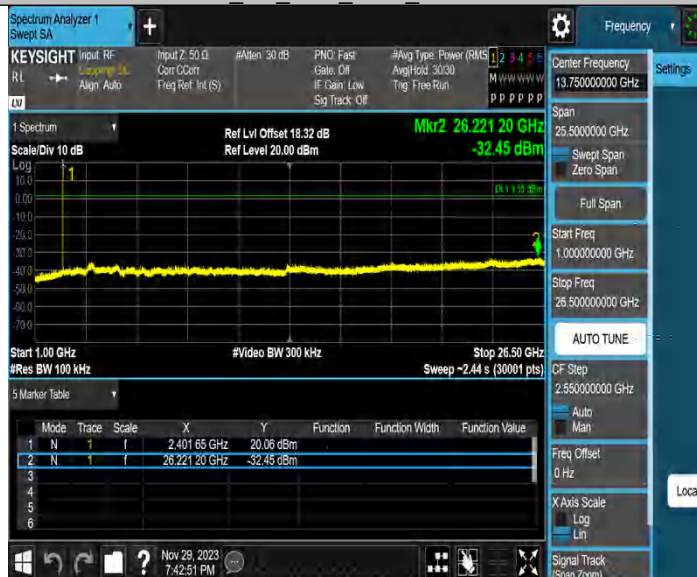 Spectrum Analyzer 1
Swept SA
Frequency
KEYSIGHT
Input: RF
Input Z: 50 Ω
#Atten: 30 dB
PNO: Fast
#Avg Type: Power (RMS
1 2 3 4 5 6
RL
Coupling: DC
Corr CCorr
Gate: Off
Avg|Hold: 30/30
M W W W W W
Align: Auto
Freq Ref: Int (S)
IF Gain: Low
Trig: Free Run
Sig Track: Off
P P P P P P
LXI
1 Spectrum
Ref Lvl Offset 18.32 dB
Mkr2 26.221 20 GHz
Scale/Div 10 dB
Ref Level 20.00 dBm
-32.45 dBm
Log
1
10.0
0.00
-20.0
2
-30.0
-40.0
-50.0
-60.0
-70.0
Start 1.00 GHz
#Video BW 300 kHz
Stop 26.50 GHz
#Res BW 100 kHz
Sweep ~2.44 s (30001 pts)
5 Marker Table
Mode Trace Scale X Y Function Function Width Function Value
1 N 1 f 2.401 65 GHz 20.06 dBm
2 N 1 f 26.221 20 GHz -32.45 dBm
3
4
5
6
?
Nov 29, 2023
7:42:51 PM
Center Frequency
13.750000000 GHz
Settings
Span
25.5000000 GHz
Swept Span
Zero Span
Full Span
Start Freq
1.000000000 GHz
Stop Freq
26.500000000 GHz
AUTO TUNE
CF Step
2.550000000 GHz
Auto
Man
Freq Offset
0 Hz
Loca
X Axis Scale
Log
Lin
Signal Track
(Span Zoom)